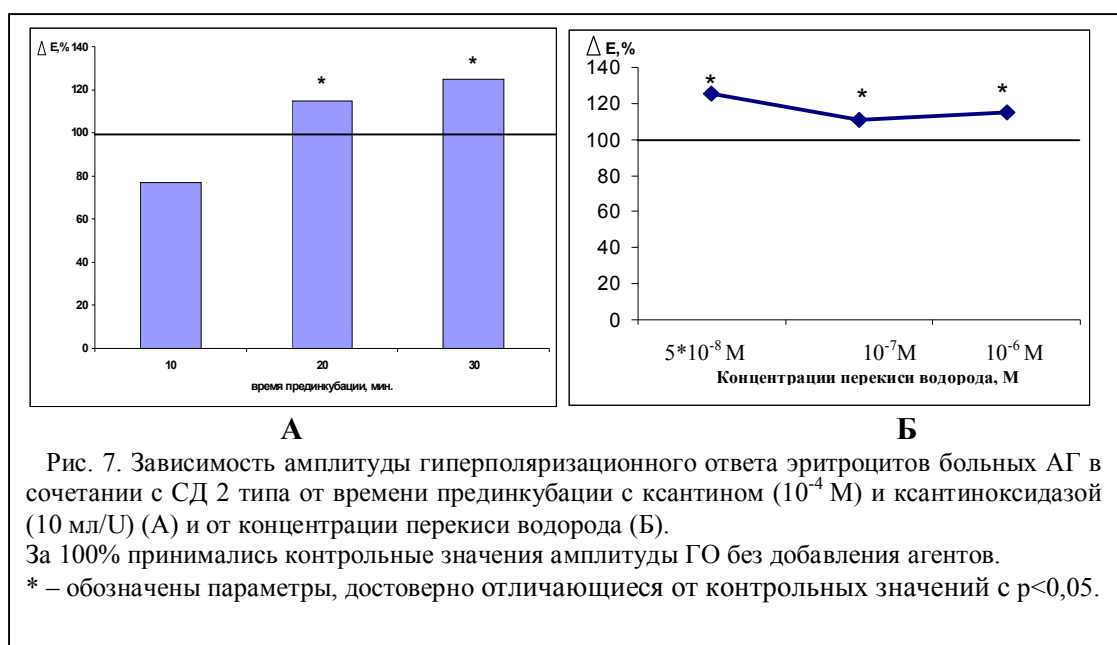 △ E,% 140
120
100
80
60
40
20
0
*
*
10
20
30
время прединкубации, мин.
А
△ E,%
140
120
100
80
60
40
20
0
*
*
*
5*10⁻⁸ М
10⁻⁷М
10⁻⁶ М
Концентрации перекиси водорода, М
Б
Рис. 7. Зависимость амплитуды гиперполяризационного ответа эритроцитов больных АГ в
сочетании с СД 2 типа от времени прединкубации с ксантином (10⁻⁴ М) и ксантиноксидазой
(10 мл/U) (А) и от концентрации перекиси водорода (Б).
За 100% принимались контрольные значения амплитуды ГО без добавления агентов.
* – обозначены параметры, достоверно отличающиеся от контрольных значений с p<0,05.